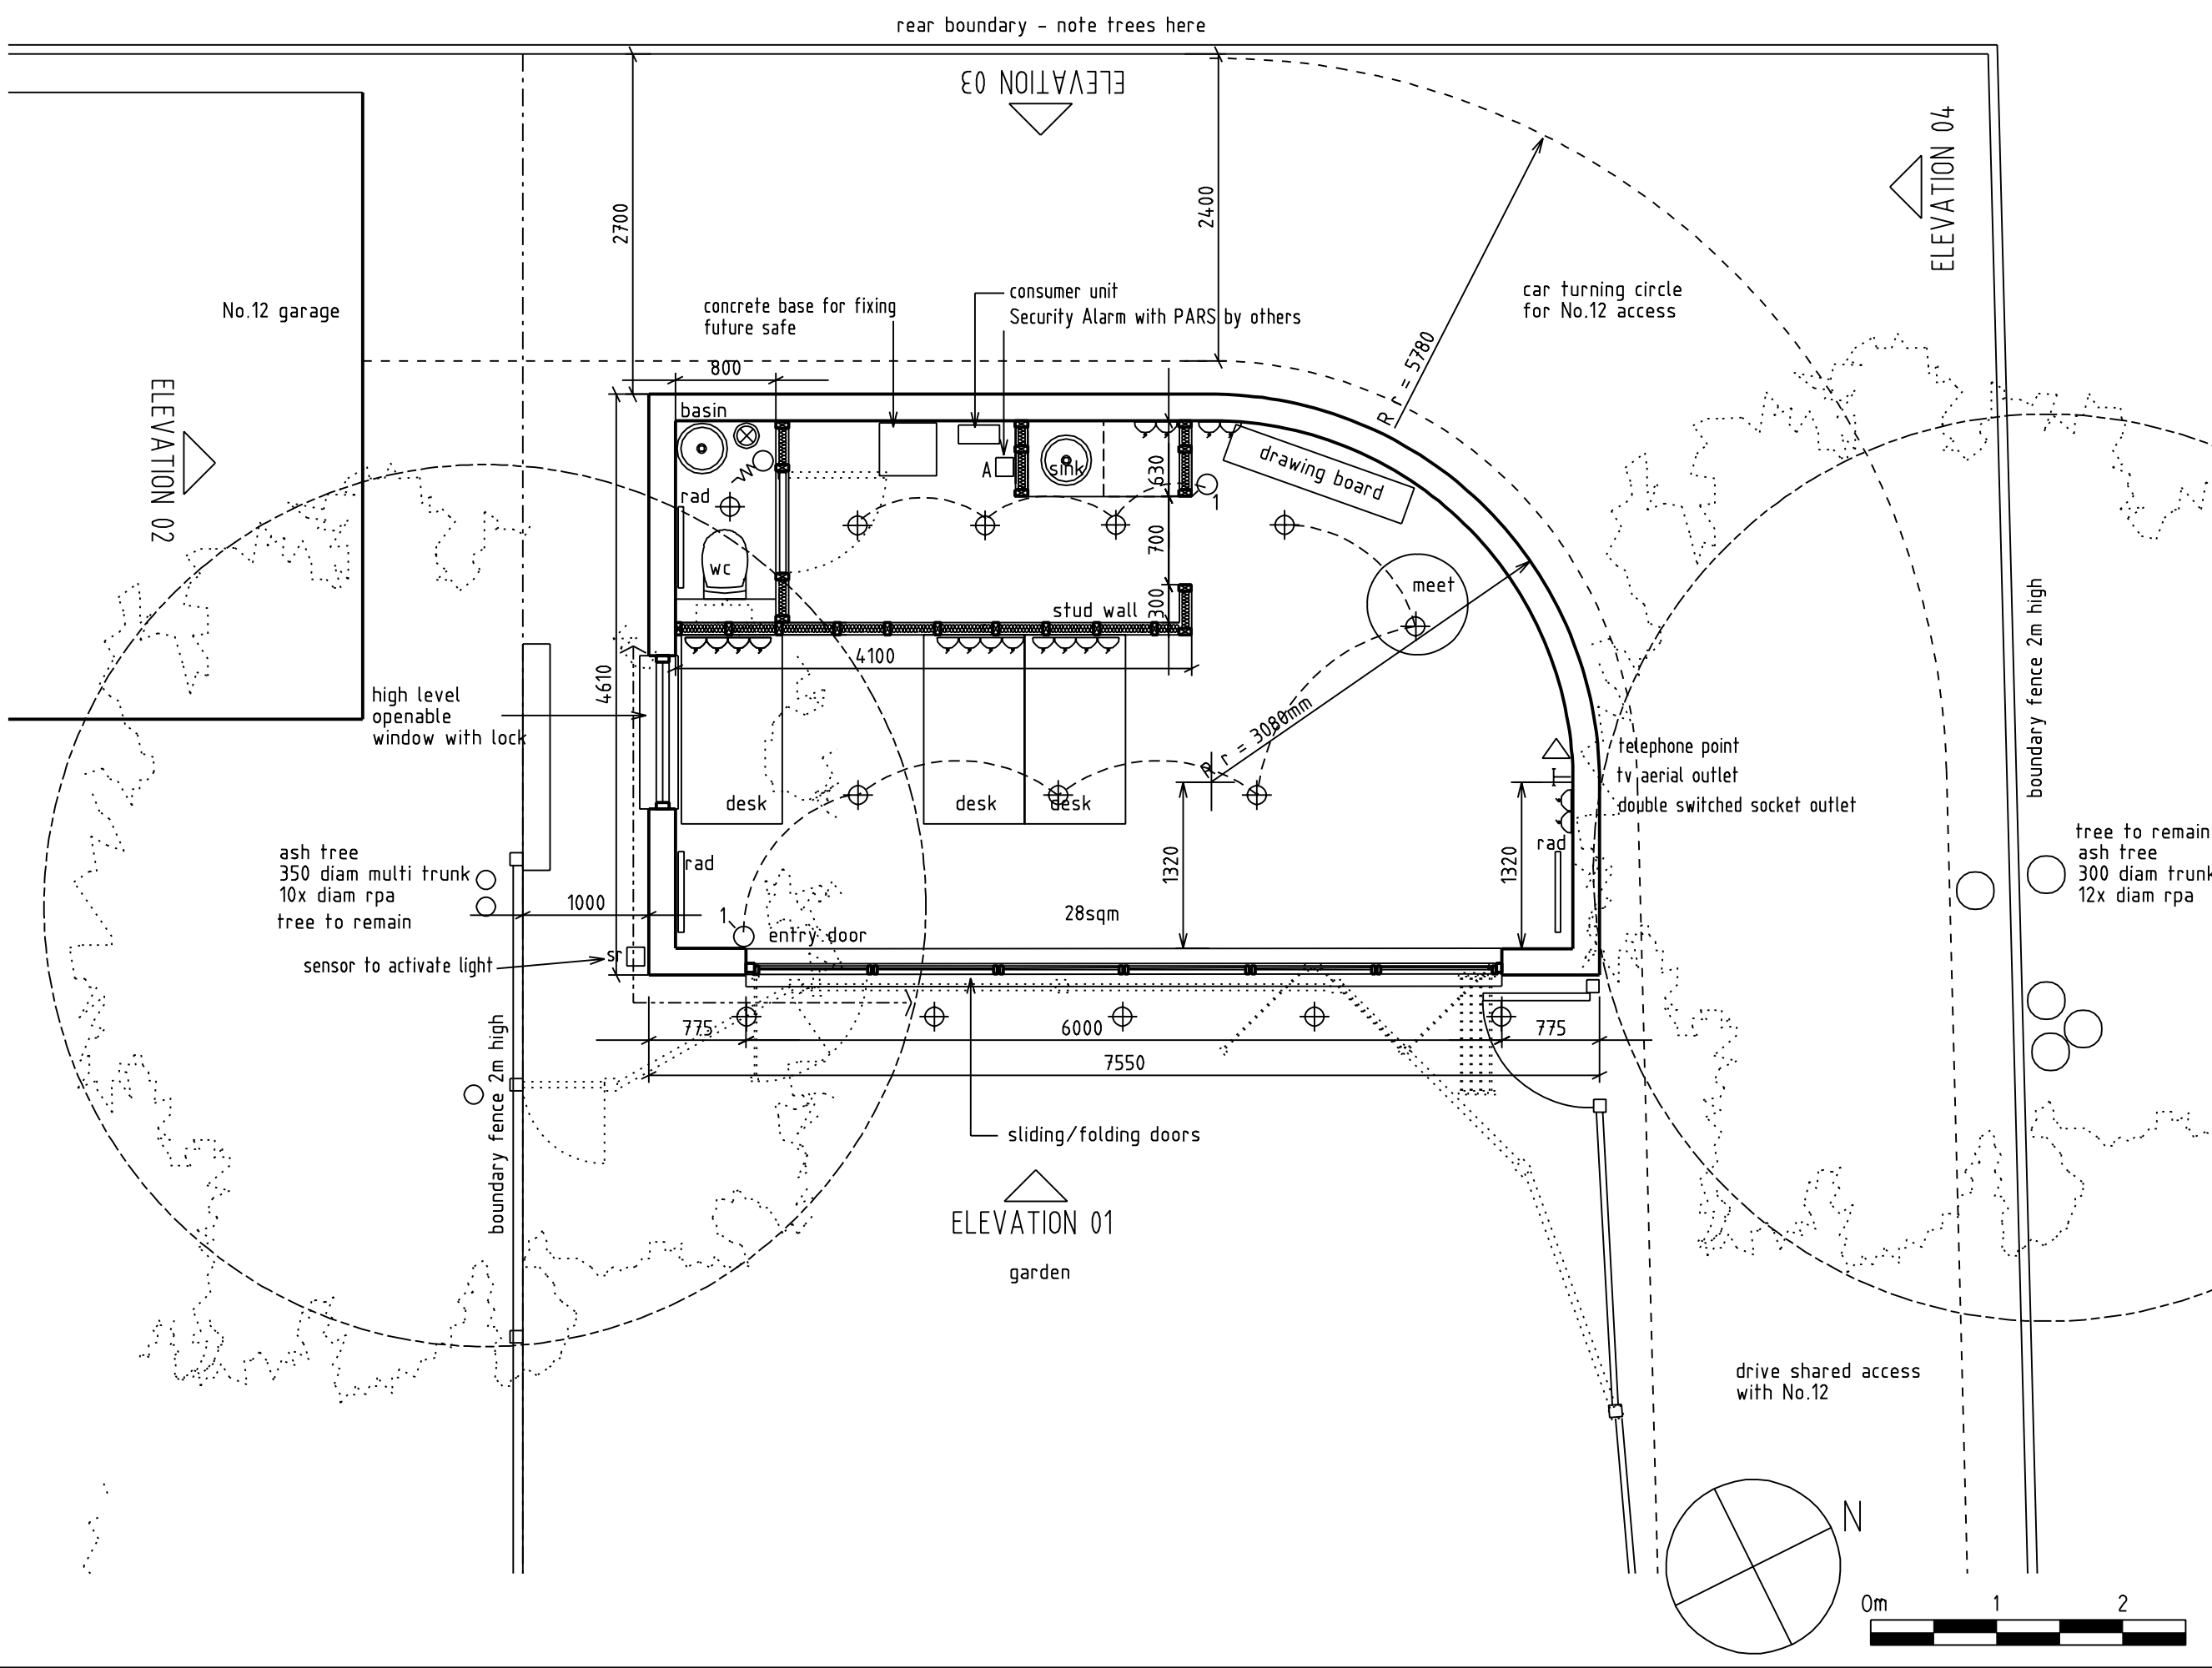 rear boundary - note trees here
ELEVATION 03
ELEVATION 04
2700
2400
No.12 garage
concrete base for fixing
future safe
consumer unit
Security Alarm with PARS by others
car turning circle
for No.12 access
R r = 5780
ELEVATION 02
800
basin
rad
wc
A
sink
630
1
700
300
drawing board
meet
stud wall
4100
4610
high level
openable
window with lock
R r = 3080mm
telephone point
tv aerial outlet
double switched socket outlet
boundary fence 2m high
desk
desk
desk
rad
rad
1320
1320
ash tree
350 diam multi trunk
10x diam rpa
tree to remain
tree to remain
ash tree
300 diam trunk
12x diam rpa
1000
1
entry door
28sqm
sr
sensor to activate light
775
6000
775
7550
boundary fence 2m high
sliding/folding doors
ELEVATION 01
garden
drive shared access
with No.12
N
0m 1 2